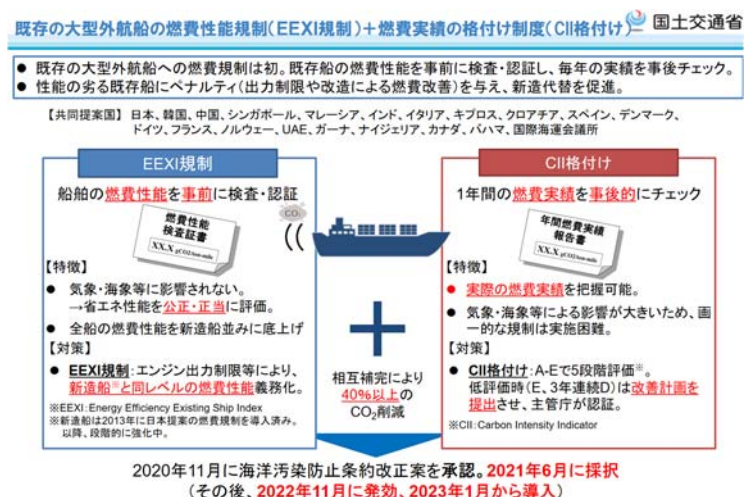 既存の大型外航船の燃費性能規制(EEXI規制)+燃費実績の格付け制度(CII格付け)
国土交通省
● 既存の大型外航船への燃費規制は初。既存船の燃費性能を事前に検査・認証し、毎年の実績を事後チェック。
● 性能の劣る既存船にペナルティ(出力制限や改造による燃費改善)を与え、新造代替を促進。
【共同提案国】 日本、韓国、中国、シンガポール、マレーシア、インド、イタリア、キプロス、クロアチア、スペイン、デンマーク、
ドイツ、フランス、ノルウェー、UAE、ガーナ、ナイジェリア、カナダ、バハマ、国際海運会議所
EEXI規制
船舶の燃費性能を事前に検査・認証
燃費性能
検査証書
XX.X gCO2/ton-mile
CO₂
【特徴】
● 気象・海象等に影響されない。
→省エネ性能を公正・正当に評価。
● 全船の燃費性能を新造船並みに底上げ
【対策】
● EEXI規制:エンジン出力制限等により、
新造船※と同レベルの燃費性能義務化。
※EEXI:Energy Efficiency Existing Ship Index
※新造船は2013年に日本提案の燃費規制を導入済み。
以降、段階的に強化中。
+
相互補完により
40%以上の
CO₂削減
CII格付け
1年間の燃費実績を事後的にチェック
年間燃費実績
報告書
XX.X gCO2/ton-mile
【特徴】
● 実際の燃費実績を把握可能。
● 気象・海象等による影響が大きいため、画
一的な規制は実施困難。
【対策】
● CII格付け:A-Eで5段階評価※。
低評価時(E、3年連続D)は改善計画を
提出させ、主管庁が認証。
※CII:Carbon Intensity Indicator
2020年11月に海洋汚染防止条約改正案を承認。2021年6月に採択
(その後、2022年11月に発効、2023年1月から導入)